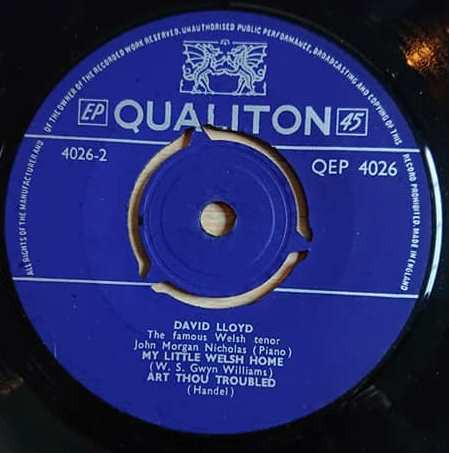 ALL RIGHTS OF THE MANUFACTURER AND OF THE OWNER OF THE RECORDED WORK RESERVED. UNAUTHORISED PUBLIC PERFORMANCE, BROADCASTING AND COPYING OF THIS RECORD PROHIBITED. MADE IN ENGLAND
EP QUALITON 45
4026-2 QEP 4026
DAVID LLOYD
The famous Welsh tenor
John Morgan Nicholas (Piano)
MY LITTLE WELSH HOME
(W. S. Gwyn Williams)
ART THOU TROUBLED
(Handel)